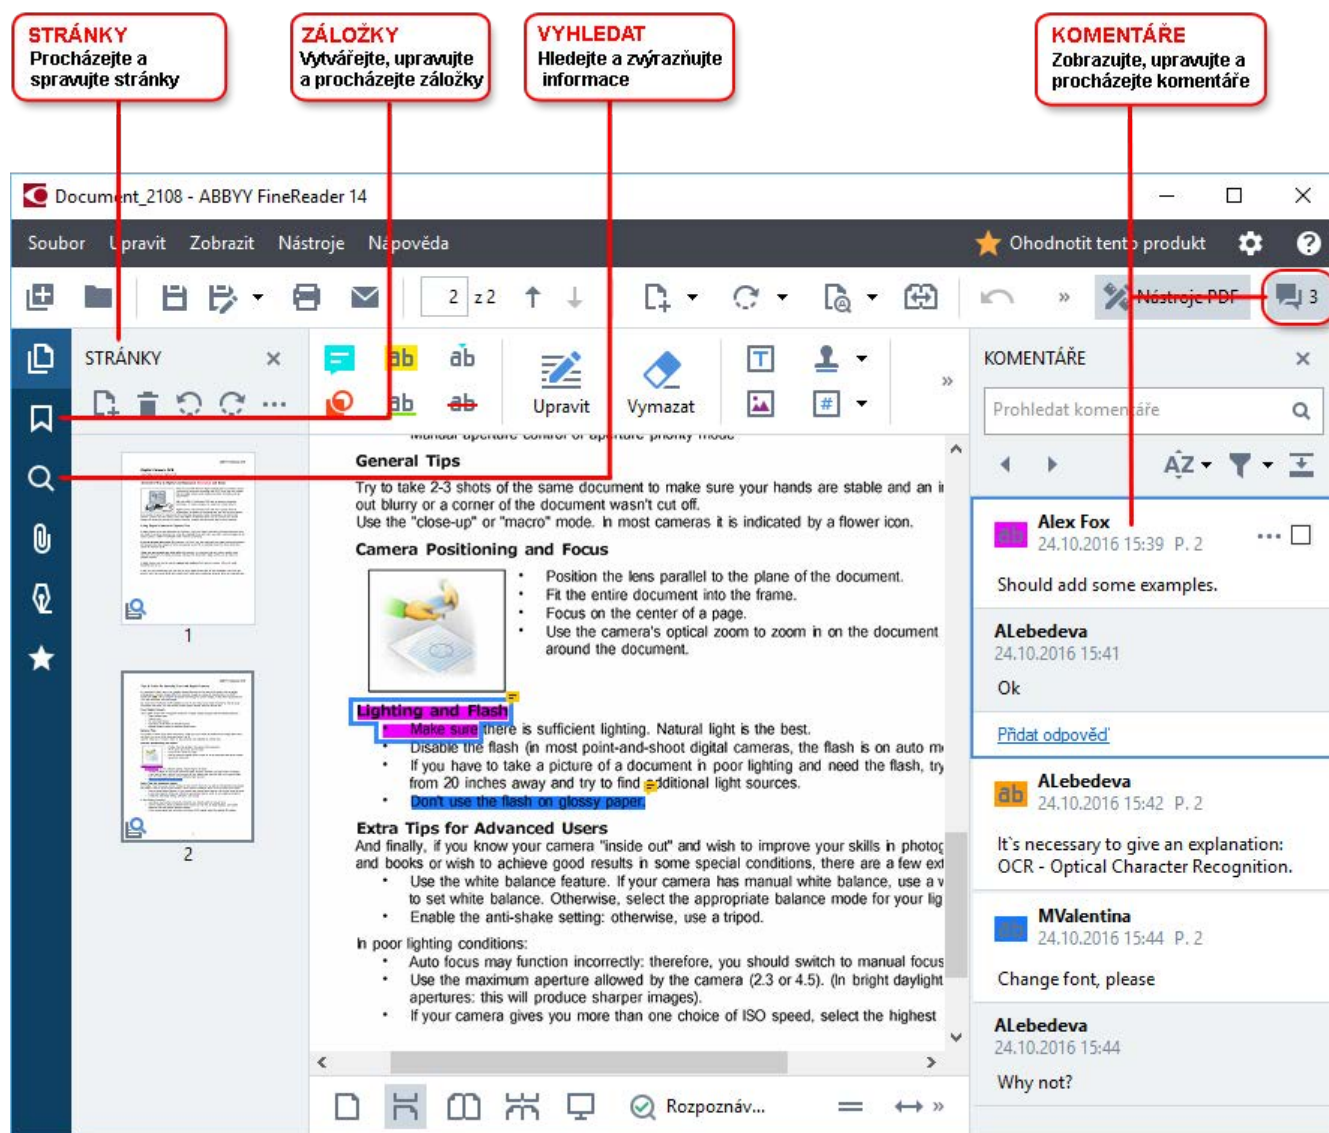 STRÁNKY
Procházejte a
spravujte stránky
ZÁLOŽKY
Vytvářejte, upravujte
a procházejte záložky
VYHLEDAT
Hledejte a zvýrazňujte
informace
KOMENTÁŘE
Zobrazujte, upravujte a
procházejte komentáře
Document_2108 - ABBYY FineReader 14
Soubor Upravit Zobrazit Nástroje Nápověda
Ohodnotit tento produkt
2 z 2
Nástroje PDF
3
STRÁNKY
ab
ab
ab
ab
Upravit
Vymazat
T
#
1
2
Manual aperture control or aperture priority mode
General Tips
Try to take 2-3 shots of the same document to make sure your hands are stable and an i
out blurry or a corner of the document wasn't cut off.
Use the "close-up" or "macro" mode. In most cameras it is indicated by a flower icon.
Camera Positioning and Focus
• Position the lens parallel to the plane of the document.
• Fit the entire document into the frame.
• Focus on the center of a page.
• Use the camera's optical zoom to zoom in on the document
around the document.
Lighting and Flash
• Make sure there is sufficient lighting. Natural light is the best.
• Disable the flash (in most point-and-shoot digital cameras, the flash is on auto m
• If you have to take a picture of a document in poor lighting and need the flash, try
from 20 inches away and try to find additional light sources.
• Don't use the flash on glossy paper.
Extra Tips for Advanced Users
And finally, if you know your camera "inside out" and wish to improve your skills in photog
and books or wish to achieve good results in some special conditions, there are a few ext
• Use the white balance feature. If your camera has manual white balance, use a w
to set white balance. Otherwise, select the appropriate balance mode for your lig
• Enable the anti-shake setting: otherwise, use a tripod.
In poor lighting conditions:
• Auto focus may function incorrectly: therefore, you should switch to manual focus
• Use the maximum aperture allowed by the camera (2.3 or 4.5). (In bright daylight
apertures: this will produce sharper images).
• If your camera gives you more than one choice of ISO speed, select the highest
Rozpoznáv...
KOMENTÁŘE
Prohledat komentáře
AZ
ab
Alex Fox
24.10.2016 15:39 P. 2
Should add some examples.
ALebedeva
24.10.2016 15:41
Ok
Přidat odpověď
ab
ALebedeva
24.10.2016 15:42 P. 2
It`s necessary to give an explanation:
OCR - Optical Character Recognition.
ab
MValentina
24.10.2016 15:44 P. 2
Change font, please
ALebedeva
24.10.2016 15:44
Why not?